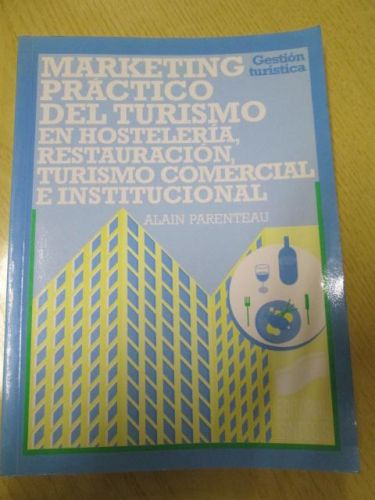 MARKETING
PRÁCTICO
DEL TURISMO
EN HOSTELERÍA,
RESTAURACIÓN,
TURISMO COMERCIAL
E INSTITUCIONAL
Gestión
turística
ALAIN PARENTEAU